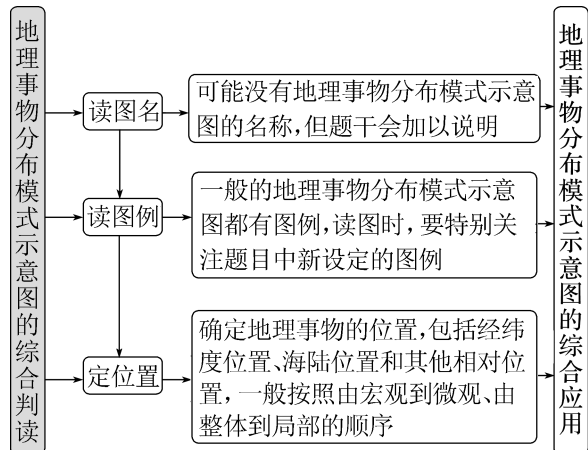 地理事物分布模式示意图的综合判读
读图名
可能没有地理事物分布模式示意
图的名称，但题干会加以说明
读图例
一般的地理事物分布模式示意
图都有图例，读图时，要特别关
注题目中新设定的图例
定位置
确定地理事物的位置，包括经纬
度位置、海陆位置和其他相对位
置，一般按照由宏观到微观、由
整体到局部的顺序
地理事物分布模式示意图的综合应用